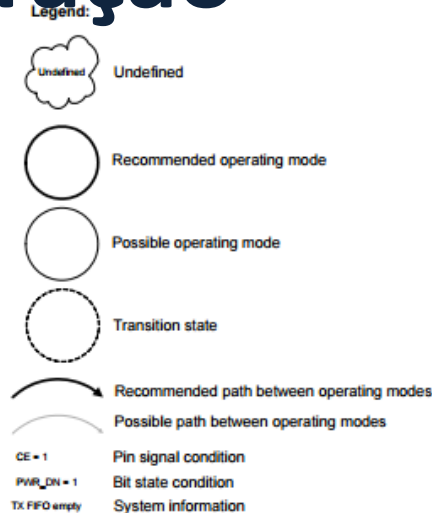 Legend:
Undefined
Undefined
Recommended operating mode
Possible operating mode
Transition state
Recommended path between operating modes
Possible path between operating modes
CE = 1 Pin signal condition
PWR_DN = 1 Bit state condition
TX FIFO empty System information